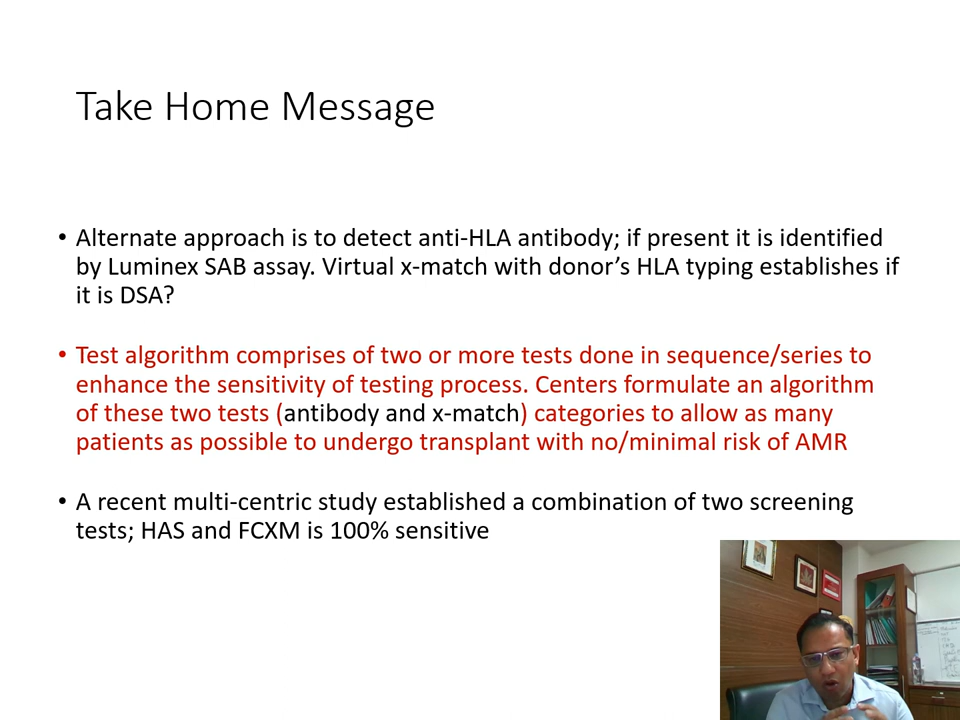 Take Home Message
• Alternate approach is to detect anti-HLA antibody; if present it is identified
by Luminex SAB assay. Virtual x-match with donor’s HLA typing establishes if
it is DSA?
• Test algorithm comprises of two or more tests done in sequence/series to
enhance the sensitivity of testing process. Centers formulate an algorithm
of these two tests (antibody and x-match) categories to allow as many
patients as possible to undergo transplant with no/minimal risk of AMR
• A recent multi-centric study established a combination of two screening
tests; HAS and FCXM is 100% sensitive